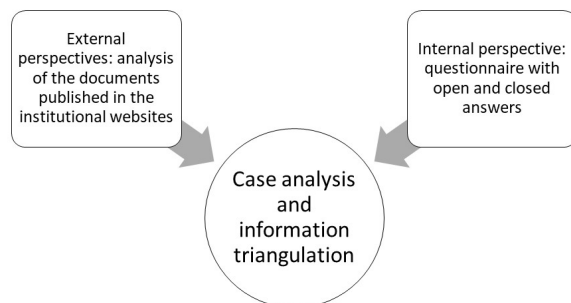 External
perspectives: analysis
of the documents
published in the
institutional websites
Internal perspective:
questionnaire with
open and closed
answers
Case analysis
and
information
triangulation